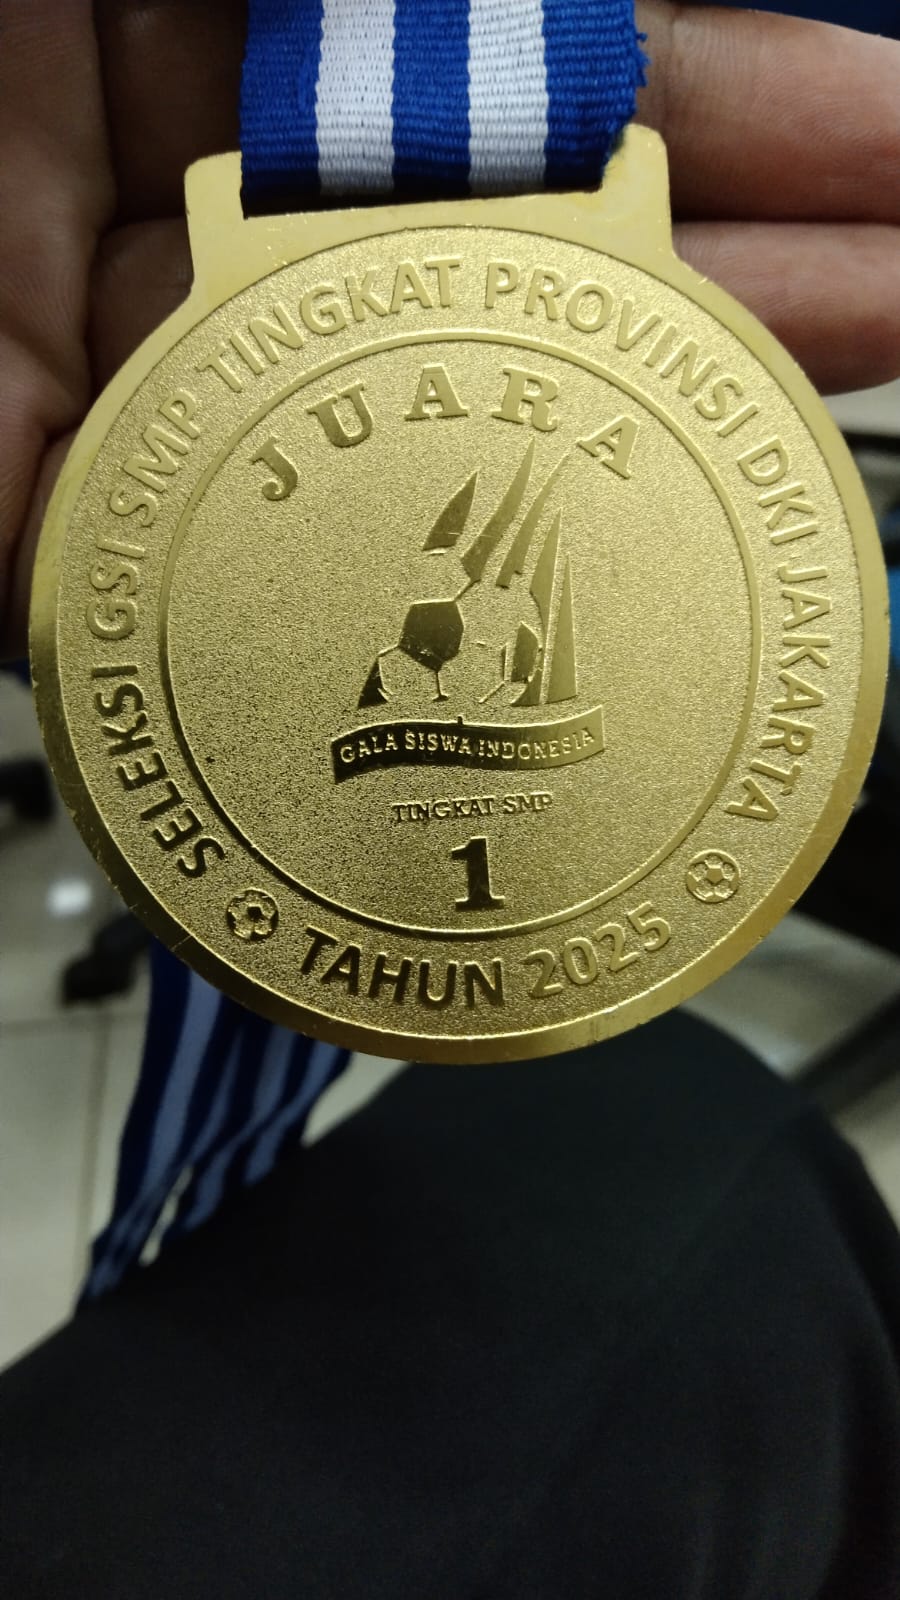 SELEKSI GSI SMP TINGKAT PROVINSI DKI JAKARTA
JUARA
GALA SISWA INDONESIA
TINGKAT SMP
1
TAHUN 2025